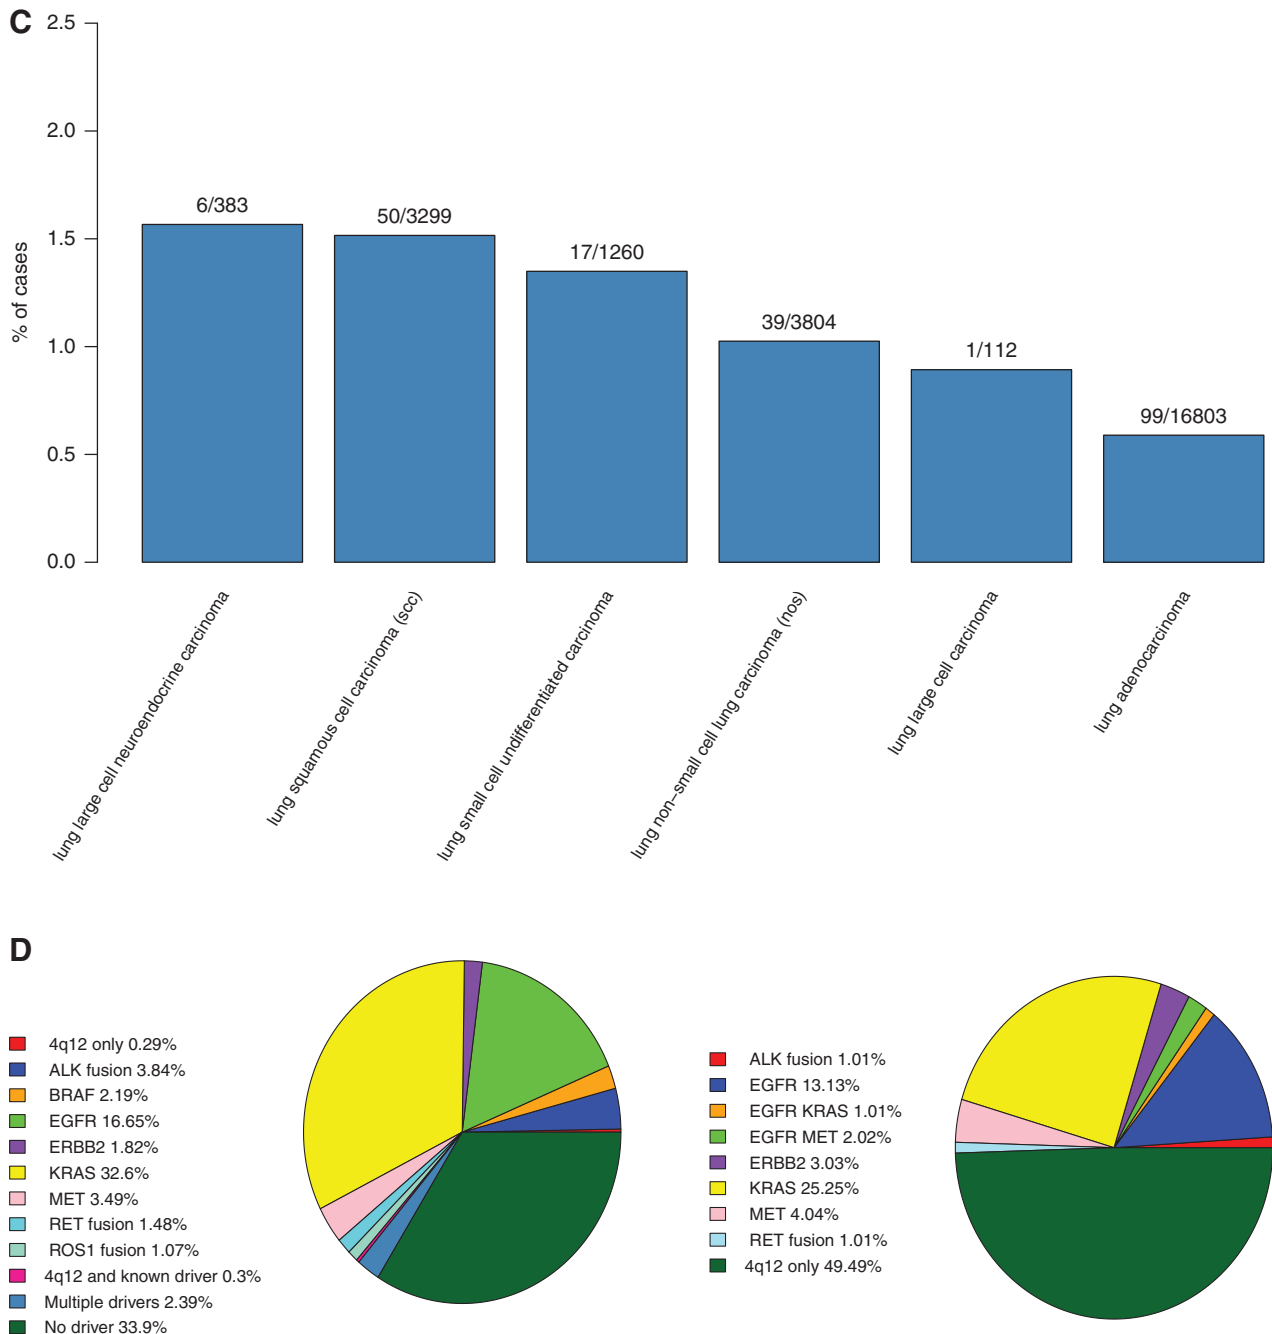 C
2.5
2.0
1.5
1.0
0.5
0.0
% of cases
6/383
50/3299
17/1260
39/3804
1/112
99/16803
lung large cell neuroendocrine carcinoma
lung squamous cell carcinoma (scc)
lung small cell undifferentiated carcinoma
lung non–small cell lung carcinoma (nos)
lung large cell carcinoma
lung adenocarcinoma
D
4q12 only 0.29%
ALK fusion 3.84%
BRAF 2.19%
EGFR 16.65%
ERBB2 1.82%
KRAS 32.6%
MET 3.49%
RET fusion 1.48%
ROS1 fusion 1.07%
4q12 and known driver 0.3%
Multiple drivers 2.39%
No driver 33.9%
ALK fusion 1.01%
EGFR 13.13%
EGFR KRAS 1.01%
EGFR MET 2.02%
ERBB2 3.03%
KRAS 25.25%
MET 4.04%
RET fusion 1.01%
4q12 only 49.49%